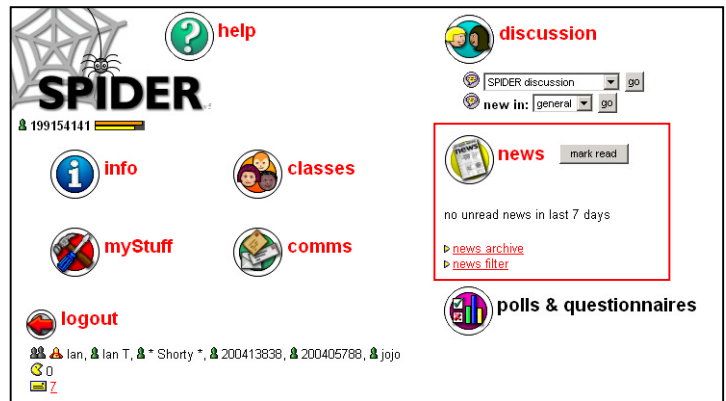 help
SPIDER
199154141
info
classes
myStuff
comms
logout
Ian, Ian T, * Shorty *, 200413838, 200405788, jojo
0
7
discussion
SPIDER discussion go
new in: general go
news
news mark read
no unread news in last 7 days
news archive
news filter
polls & questionnaires